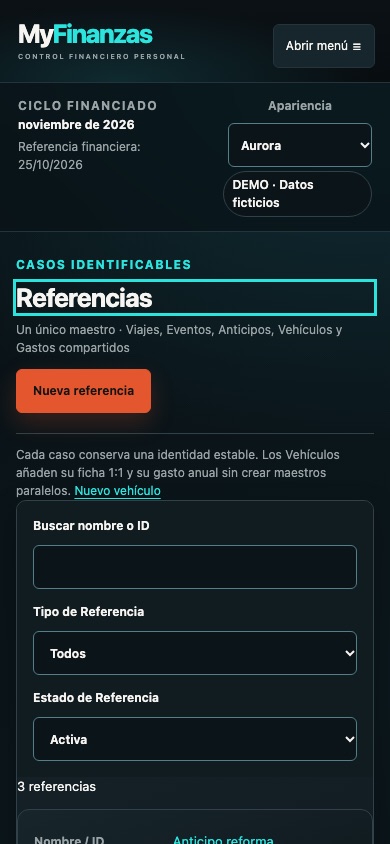 MyFinanzas
CONTROL FINANCIERO PERSONAL
Abrir menú ≡
CICLO FINANCIADO
noviembre de 2026
Referencia financiera:
25/10/2026
Apariencia
Aurora
DEMO · Datos
ficticios
CASOS IDENTIFICABLES
Referencias
Un único maestro · Viajes, Eventos, Anticipos, Vehículos y
Gastos compartidos
Nueva referencia
Cada caso conserva una identidad estable. Los Vehículos
añaden su ficha 1:1 y su gasto anual sin crear maestros
paralelos. Nuevo vehículo
Buscar nombre o ID
Tipo de Referencia
Todos
Estado de Referencia
Activa
3 referencias
Nombre / ID
Anticipo reforma